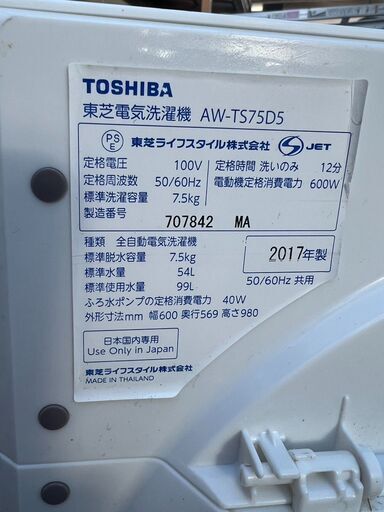 TOSHIBA
東芝電気洗濯機 AW-TS75D5
PS
E
東芝ライフスタイル株式会社 JET
定格電圧 100V 定格時間 洗いのみ 12分
定格周波数 50/60Hz 電動機定格消費電力 600W
標準洗濯容量 7.5kg
製造番号 707842 MA
種類 全自動電気洗濯機
標準脱水容量 7.5kg 2017年製
標準水量 54L
標準使用水量 99L 50/60Hz 共用
ふろ水ポンプの定格消費電力 40W
外形寸法mm 幅600 奥行569 高さ980
日本国内専用
Use Only in Japan
東芝ライフスタイル株式会社
MADE IN THAILAND